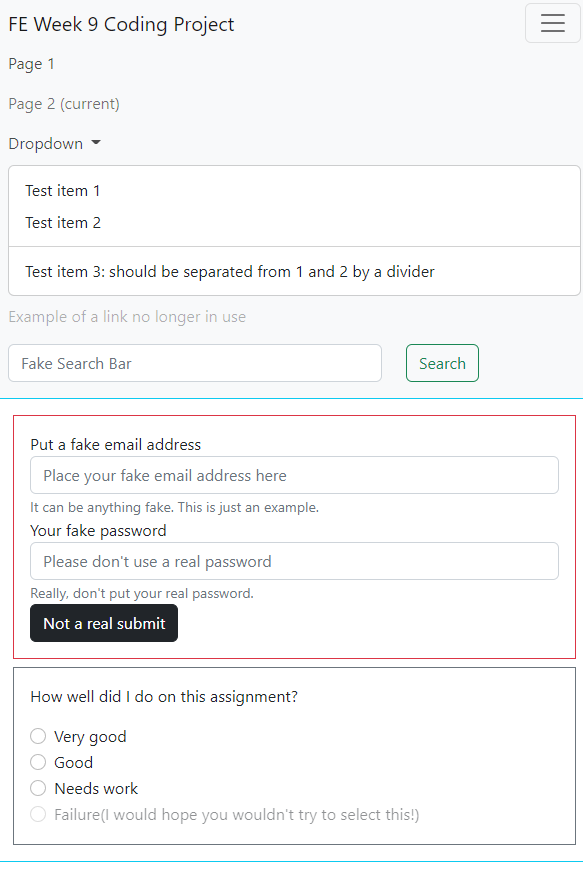 FE Week 9 Coding Project
Page 1
Page 2 (current)
Dropdown
Test item 1
Test item 2
Test item 3: should be separated from 1 and 2 by a divider
Example of a link no longer in use
Fake Search Bar
Search
Put a fake email address
Place your fake email address here
It can be anything fake. This is just an example.
Your fake password
Please don't use a real password
Really, don't put your real password.
Not a real submit
How well did I do on this assignment?
Very good
Good
Needs work
Failure(I would hope you wouldn't try to select this!)